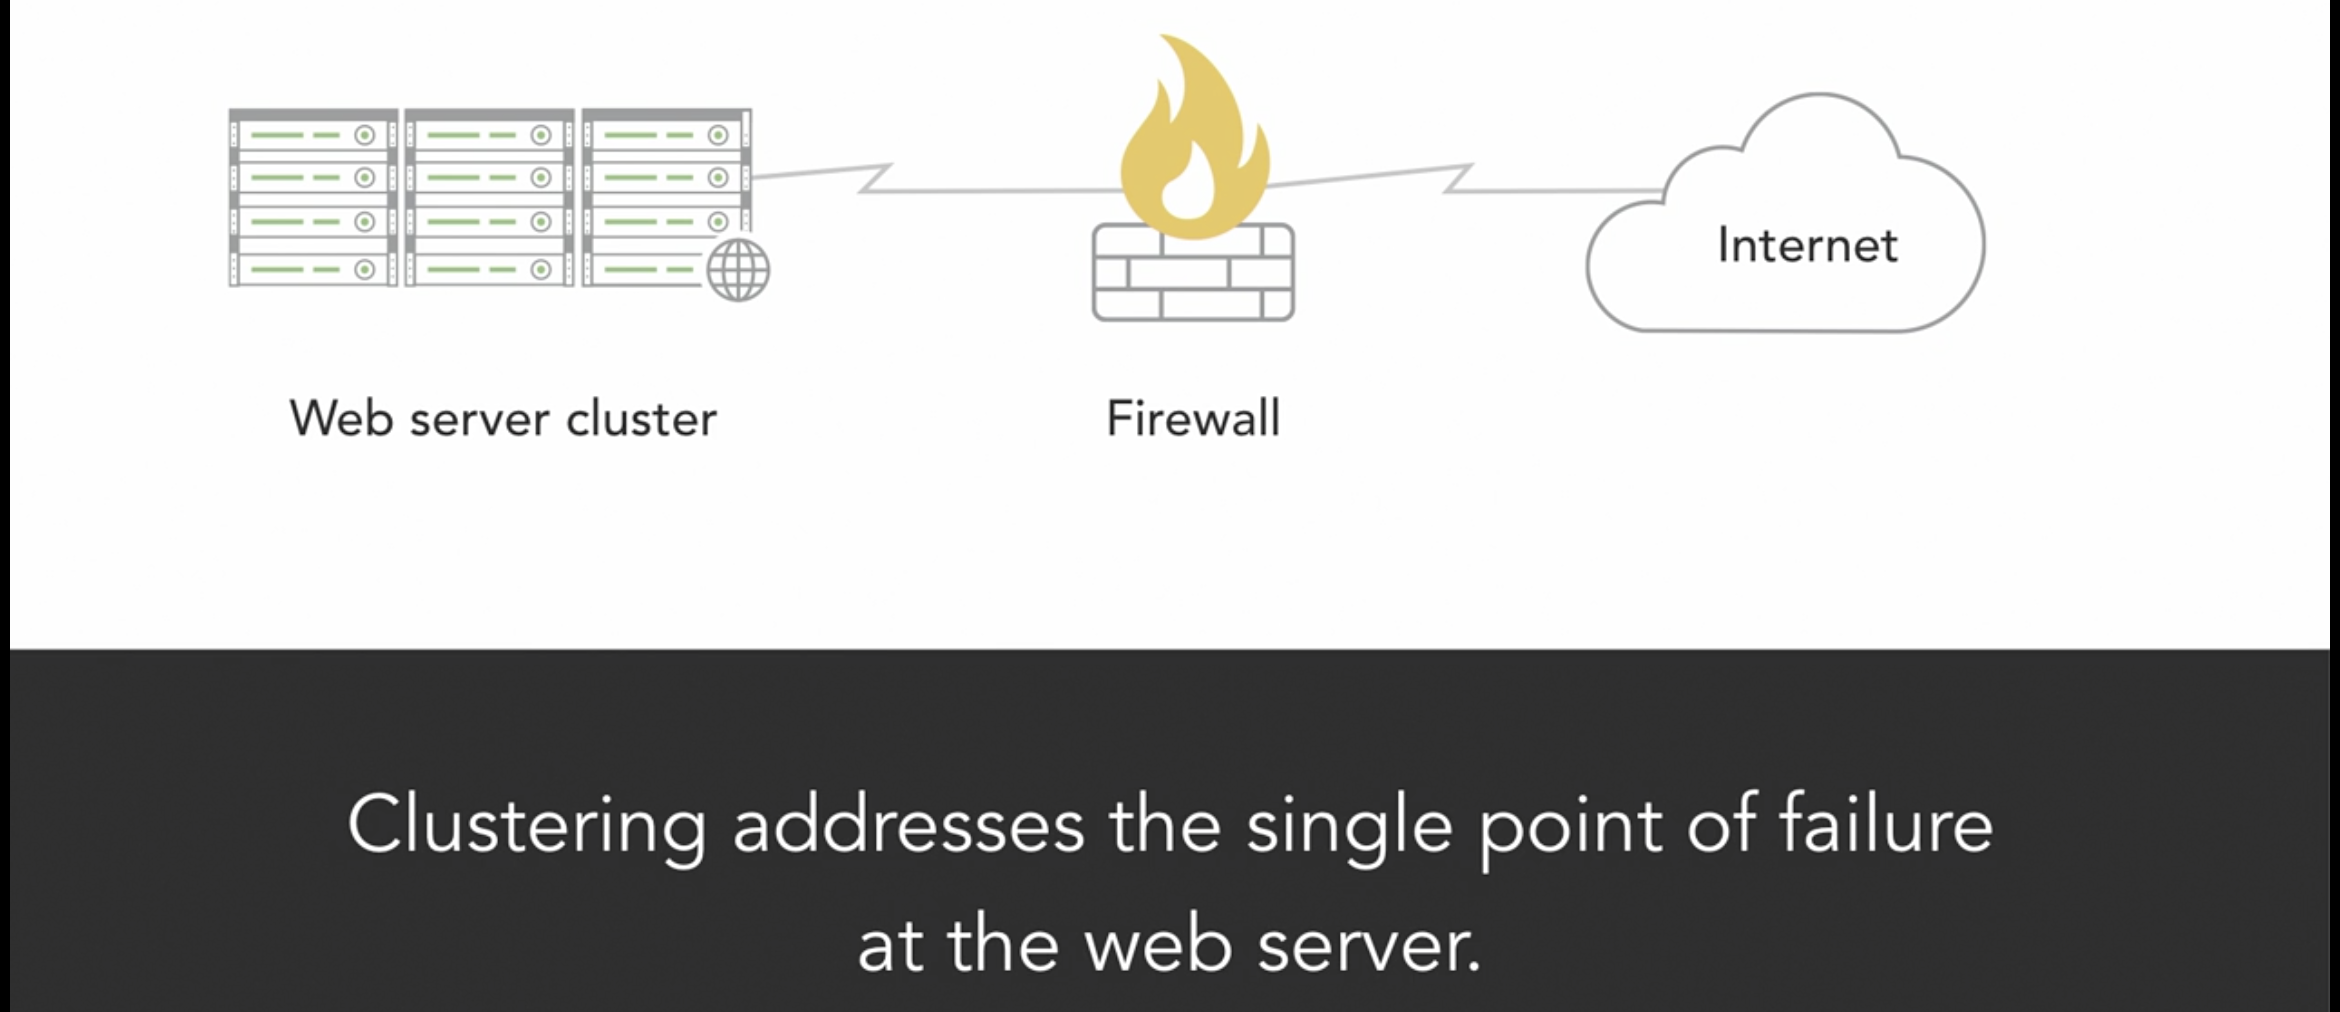 Internet
Web server cluster
Firewall
Clustering addresses the single point of failure
at the web server.